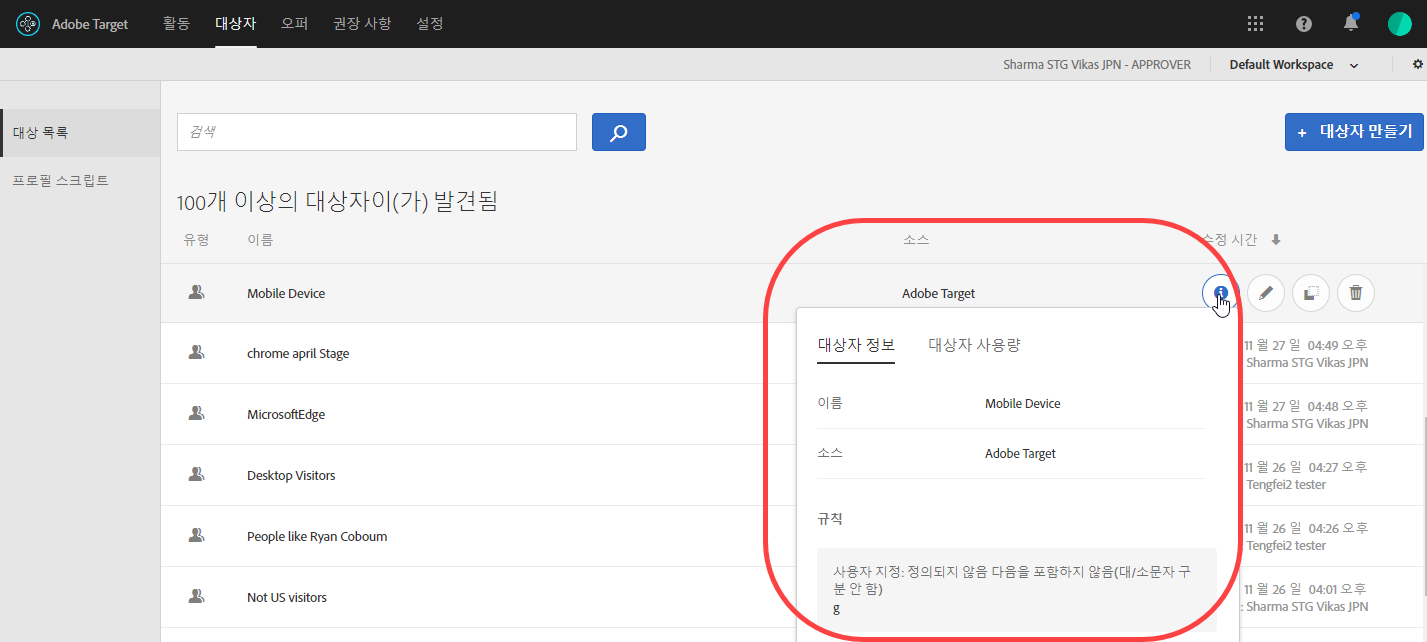 Adobe Target 활동 대상자 오퍼 권장 사항 설정
Sharma STG Vikas JPN - APPROVER Default Workspace
대상 목록
프로필 스크립트
검색
+ 대상자 만들기
100개 이상의 대상자이(가) 발견됨
유형 이름 소스 수정 시간
Mobile Device Adobe Target
chrome april Stage
11 월 27 일 04:49 오후
Sharma STG Vikas JPN
MicrosoftEdge
11 월 27 일 04:48 오후
Sharma STG Vikas JPN
Desktop Visitors
11 월 26 일 04:27 오후
Tengfei2 tester
People like Ryan Coboum
11 월 26 일 04:26 오후
Tengfei2 tester
Not US visitors
11 월 26 일 04:01 오후
: Sharma STG Vikas JPN
대상자 정보 대상자 사용량
이름 Mobile Device
소스 Adobe Target
규칙
사용자 지정: 정의되지 않음 다음을 포함하지 않음(대/소문자 구
분 안 함)
g